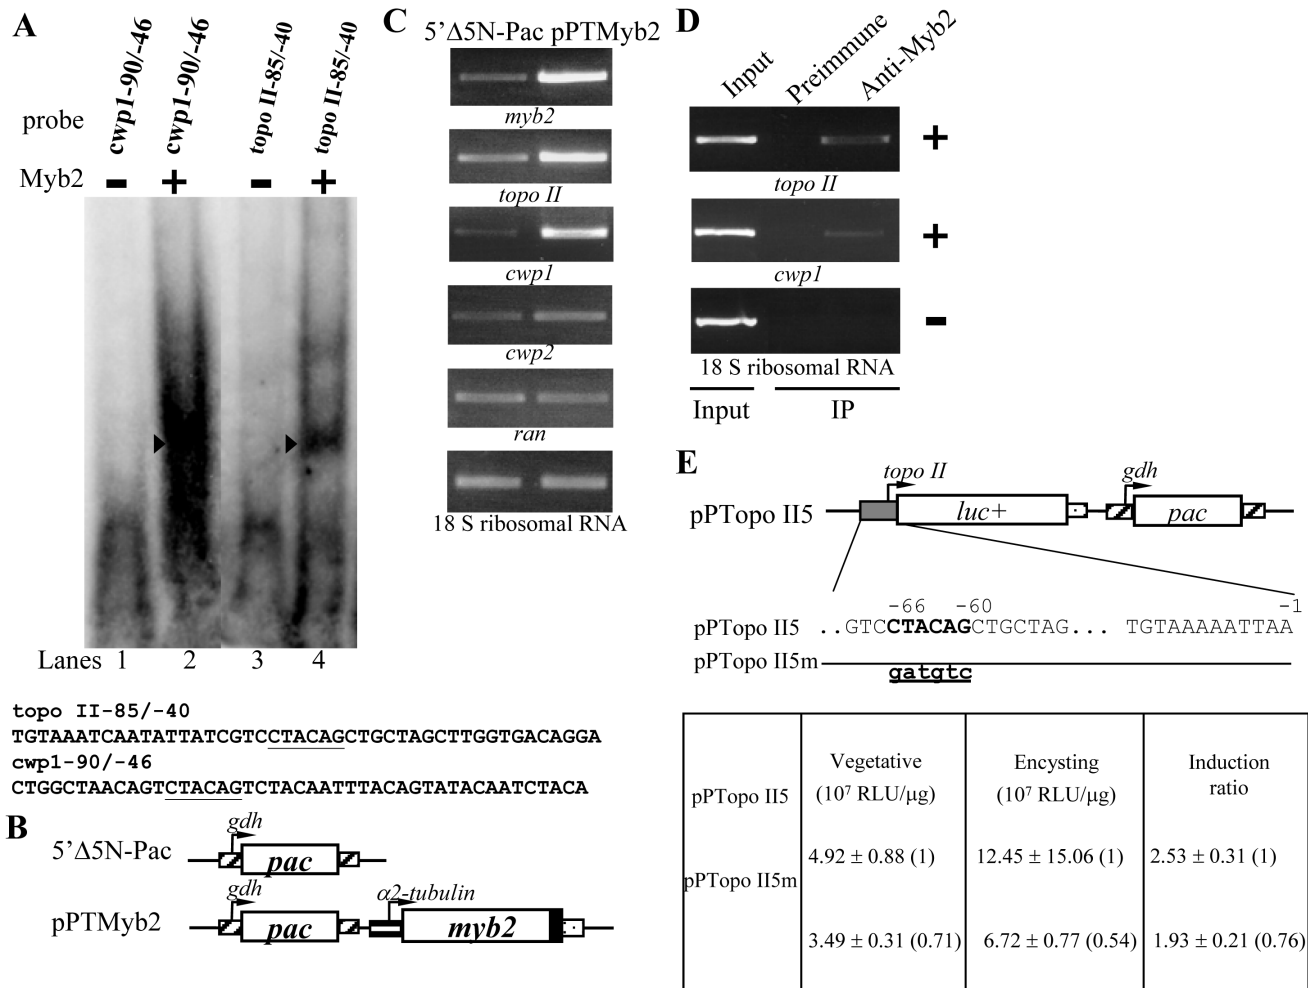 A
probe
cwp1-90/-46
cwp1-90/-46
topo II-85/-40
topo II-85/-40
Myb2
- + - +
Lanes 1 2 3 4
topo II-85/-40
TGTAAATCAATATTATCGTCCTACAGCTGCTAGCTTGGTGACAGGA
cwp1-90/-46
CTGGCTAACAGTCTACAGTCTACAATTTACAGTATACAATCTACA
B
gdh
5'Δ5N-Pac
pac
gdh
α2-tubulin
pPTMyb2
pac
myb2
C
5'Δ5N-Pac pPTMyb2
myb2
topo II
cwp1
cwp2
ran
18 S ribosomal RNA
D
Input
Preimmune
Anti-Myb2
+
topo II
+
cwp1
-
18 S ribosomal RNA
Input IP
E
topo II
gdh
pPTopo II5
luc+
pac
-66 -60 -1
pPTopo II5 ..GTCCTACAGCTGCTAG... TGTAAAAATTAA
pPTopo II5m
gatgtc
Vegetative
(10⁷ RLU/µg)
Encysting
(10⁷ RLU/µg)
Induction
ratio
pPTopo II5
4.92 ± 0.88 (1) 12.45 ± 15.06 (1) 2.53 ± 0.31 (1)
pPTopo II5m
3.49 ± 0.31 (0.71) 6.72 ± 0.77 (0.54) 1.93 ± 0.21 (0.76)